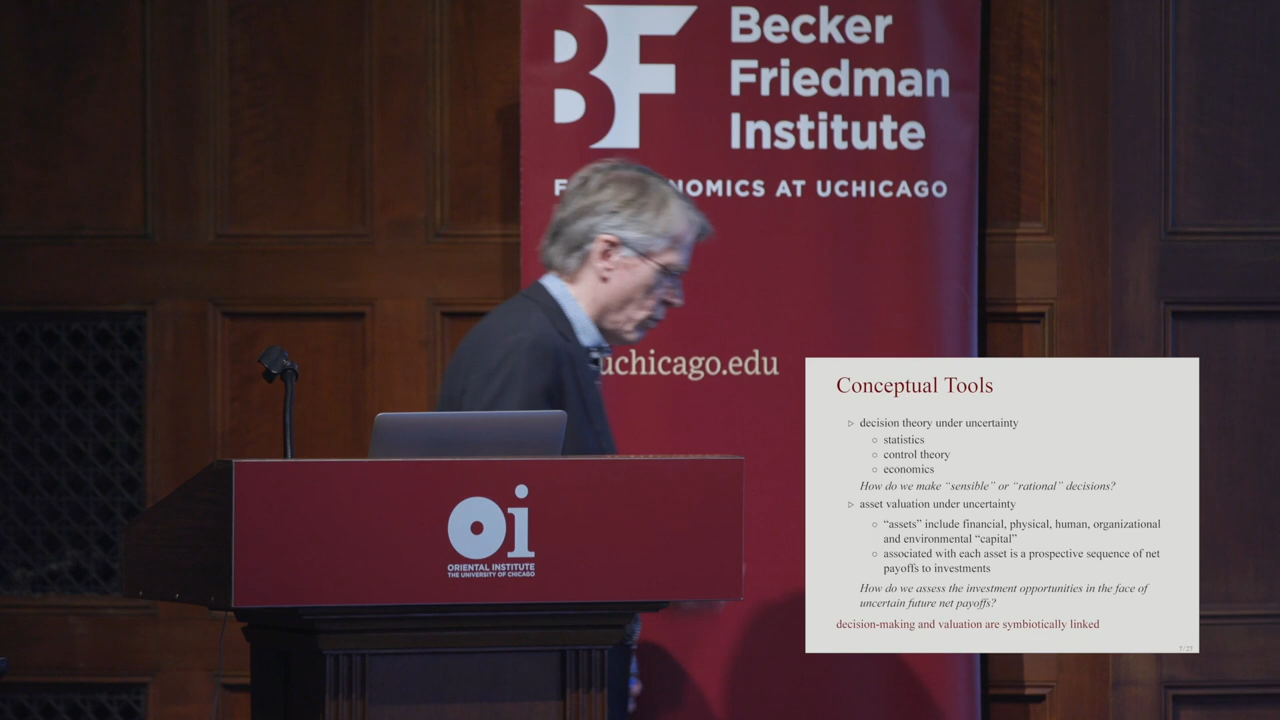 BF
Becker
Friedman
Institute
NOMICS AT UCHICAGO
uchicago.edu
oi
ORIENTAL INSTITUTE
THE UNIVERSITY OF CHICAGO
Conceptual Tools
▷ decision theory under uncertainty
○ statistics
○ control theory
○ economics
How do we make “sensible” or “rational” decisions?
▷ asset valuation under uncertainty
○ “assets” include financial, physical, human, organizational
and environmental “capital”
○ associated with each asset is a prospective sequence of net
payoffs to investments
How do we assess the investment opportunities in the face of
uncertain future net payoffs?
decision-making and valuation are symbiotically linked